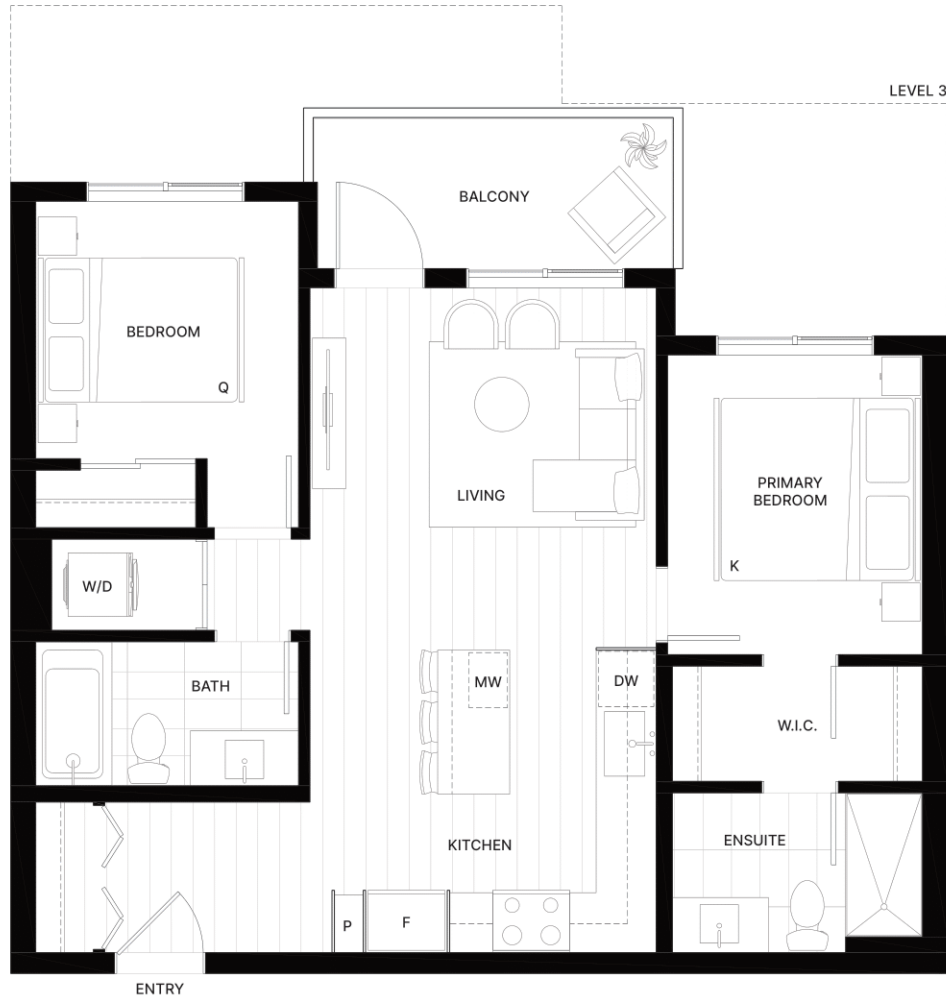 LEVEL 3
BALCONY
BEDROOM
Q
LIVING
PRIMARY
BEDROOM
K
W/D
BATH
MW
DW
W.I.C.
KITCHEN
ENSUITE
P
F
ENTRY